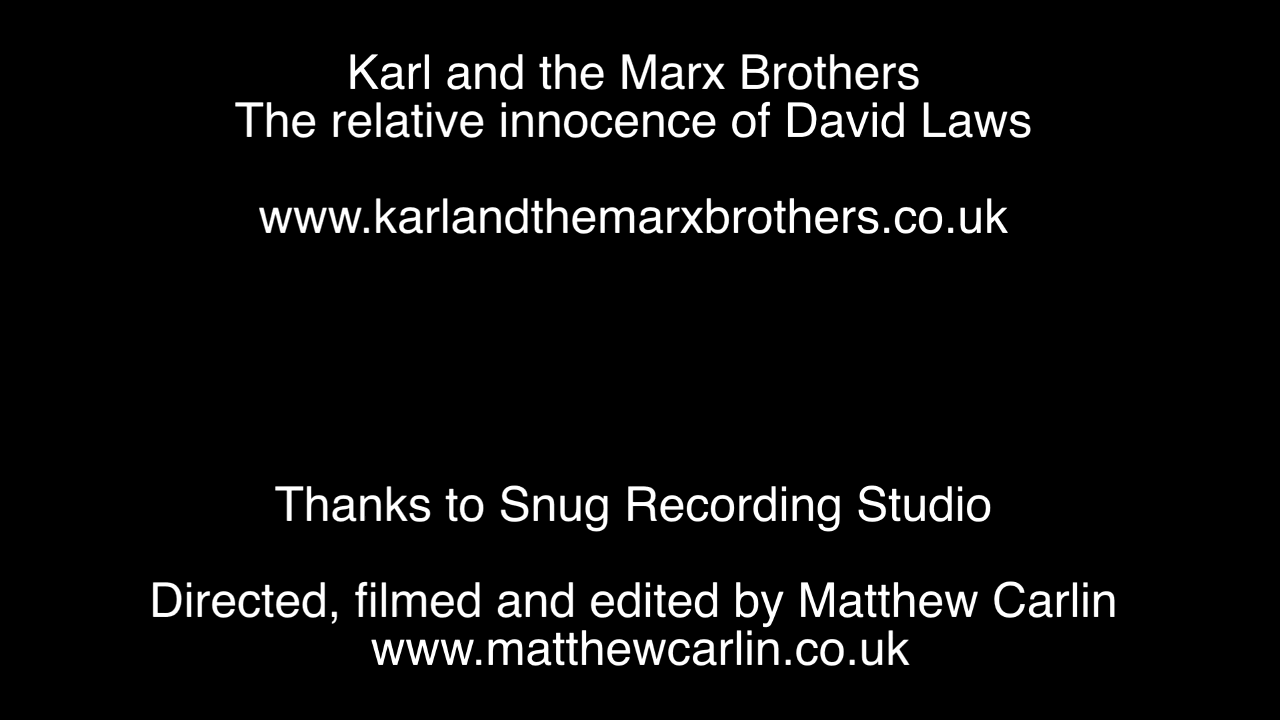 Karl and the Marx Brothers
The relative innocence of David Laws
www.karlandthemarxbrothers.co.uk
Thanks to Snug Recording Studio
Directed, filmed and edited by Matthew Carlin
www.matthewcarlin.co.uk